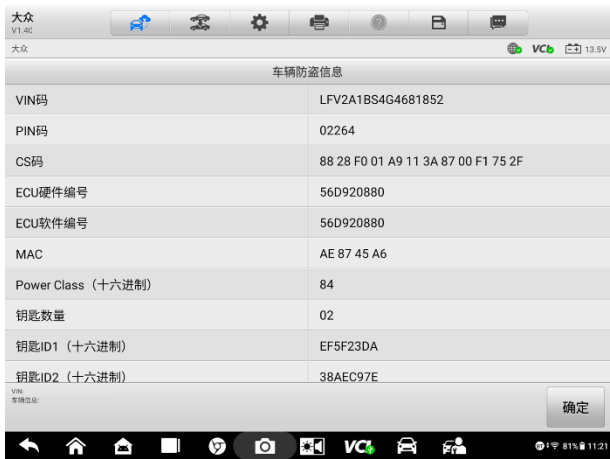 大众
V1.40
大众
VCI 13.5V
车辆防盗信息
VIN码 LFV2A1BS4G4681852
PIN码 02264
CS码 88 28 F0 01 A9 11 3A 87 00 F1 75 2F
ECU硬件编号 56D920880
ECU软件编号 56D920880
MAC AE 87 45 A6
Power Class（十六进制） 84
钥匙数量 02
钥匙ID1（十六进制） EF5F23DA
钥匙ID2（十六进制） 38AEC97E
VIN:
车辆信息:
确定
VCI 81% 11:21